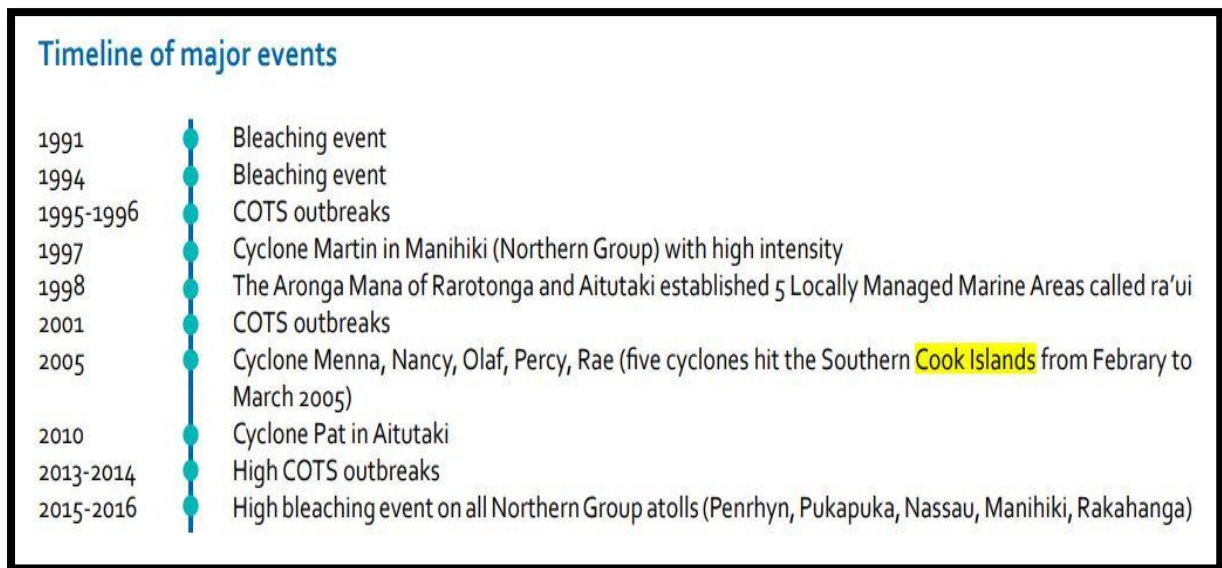 Timeline of major events
1991 Bleaching event
1994 Bleaching event
1995-1996 COTS outbreaks
1997 Cyclone Martin in Manihiki (Northern Group) with high intensity
1998 The Aronga Mana of Rarotonga and Aitutaki established 5 Locally Managed Marine Areas called ra'ui
2001 COTS outbreaks
2005 Cyclone Menna, Nancy, Olaf, Percy, Rae (five cyclones hit the Southern Cook Islands from Febrary to
March 2005)
2010 Cyclone Pat in Aitutaki
2013-2014 High COTS outbreaks
2015-2016 High bleaching event on all Northern Group atolls (Penrhyn, Pukapuka, Nassau, Manihiki, Rakahanga)